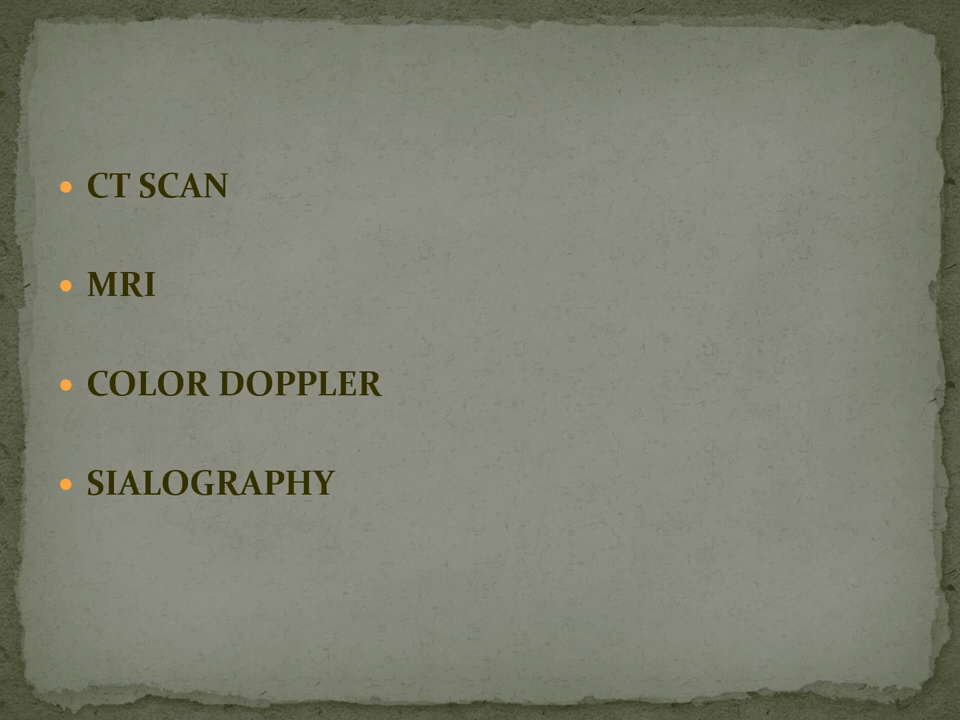 • CT SCAN
• MRI
• COLOR DOPPLER
• SIALOGRAPHY